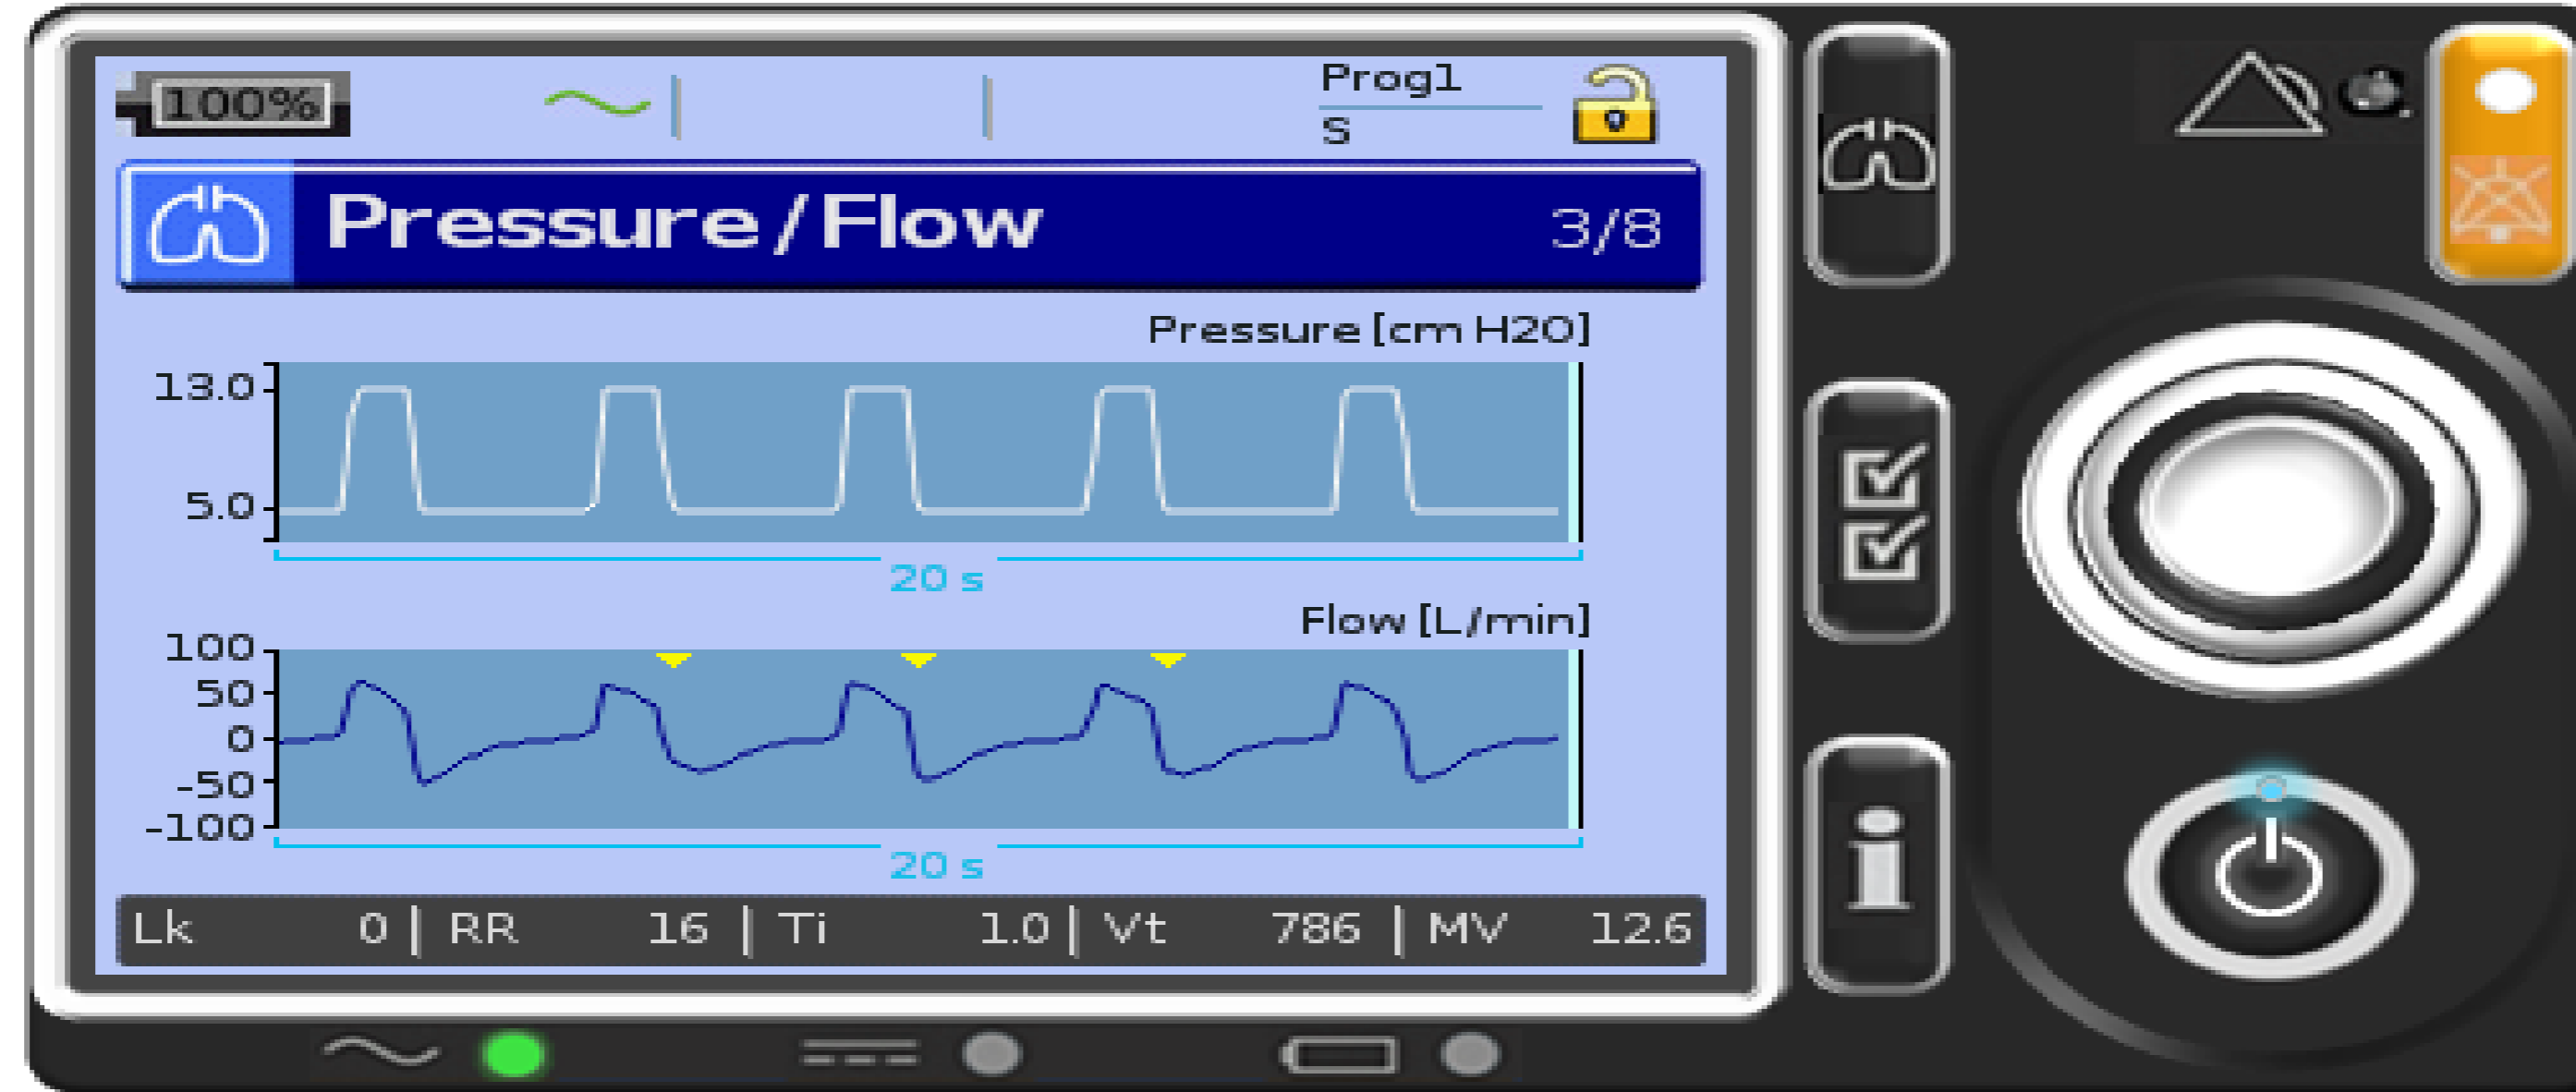 100%
Prog1
S
Pressure/Flow 3/8
Pressure [cm H2O]
13.0
5.0
20 s
Flow [L/min]
100
50
0
-50
-100
20 s
Lk 0 | RR 16 | Ti 1.0 | Vt 786 | MV 12.6